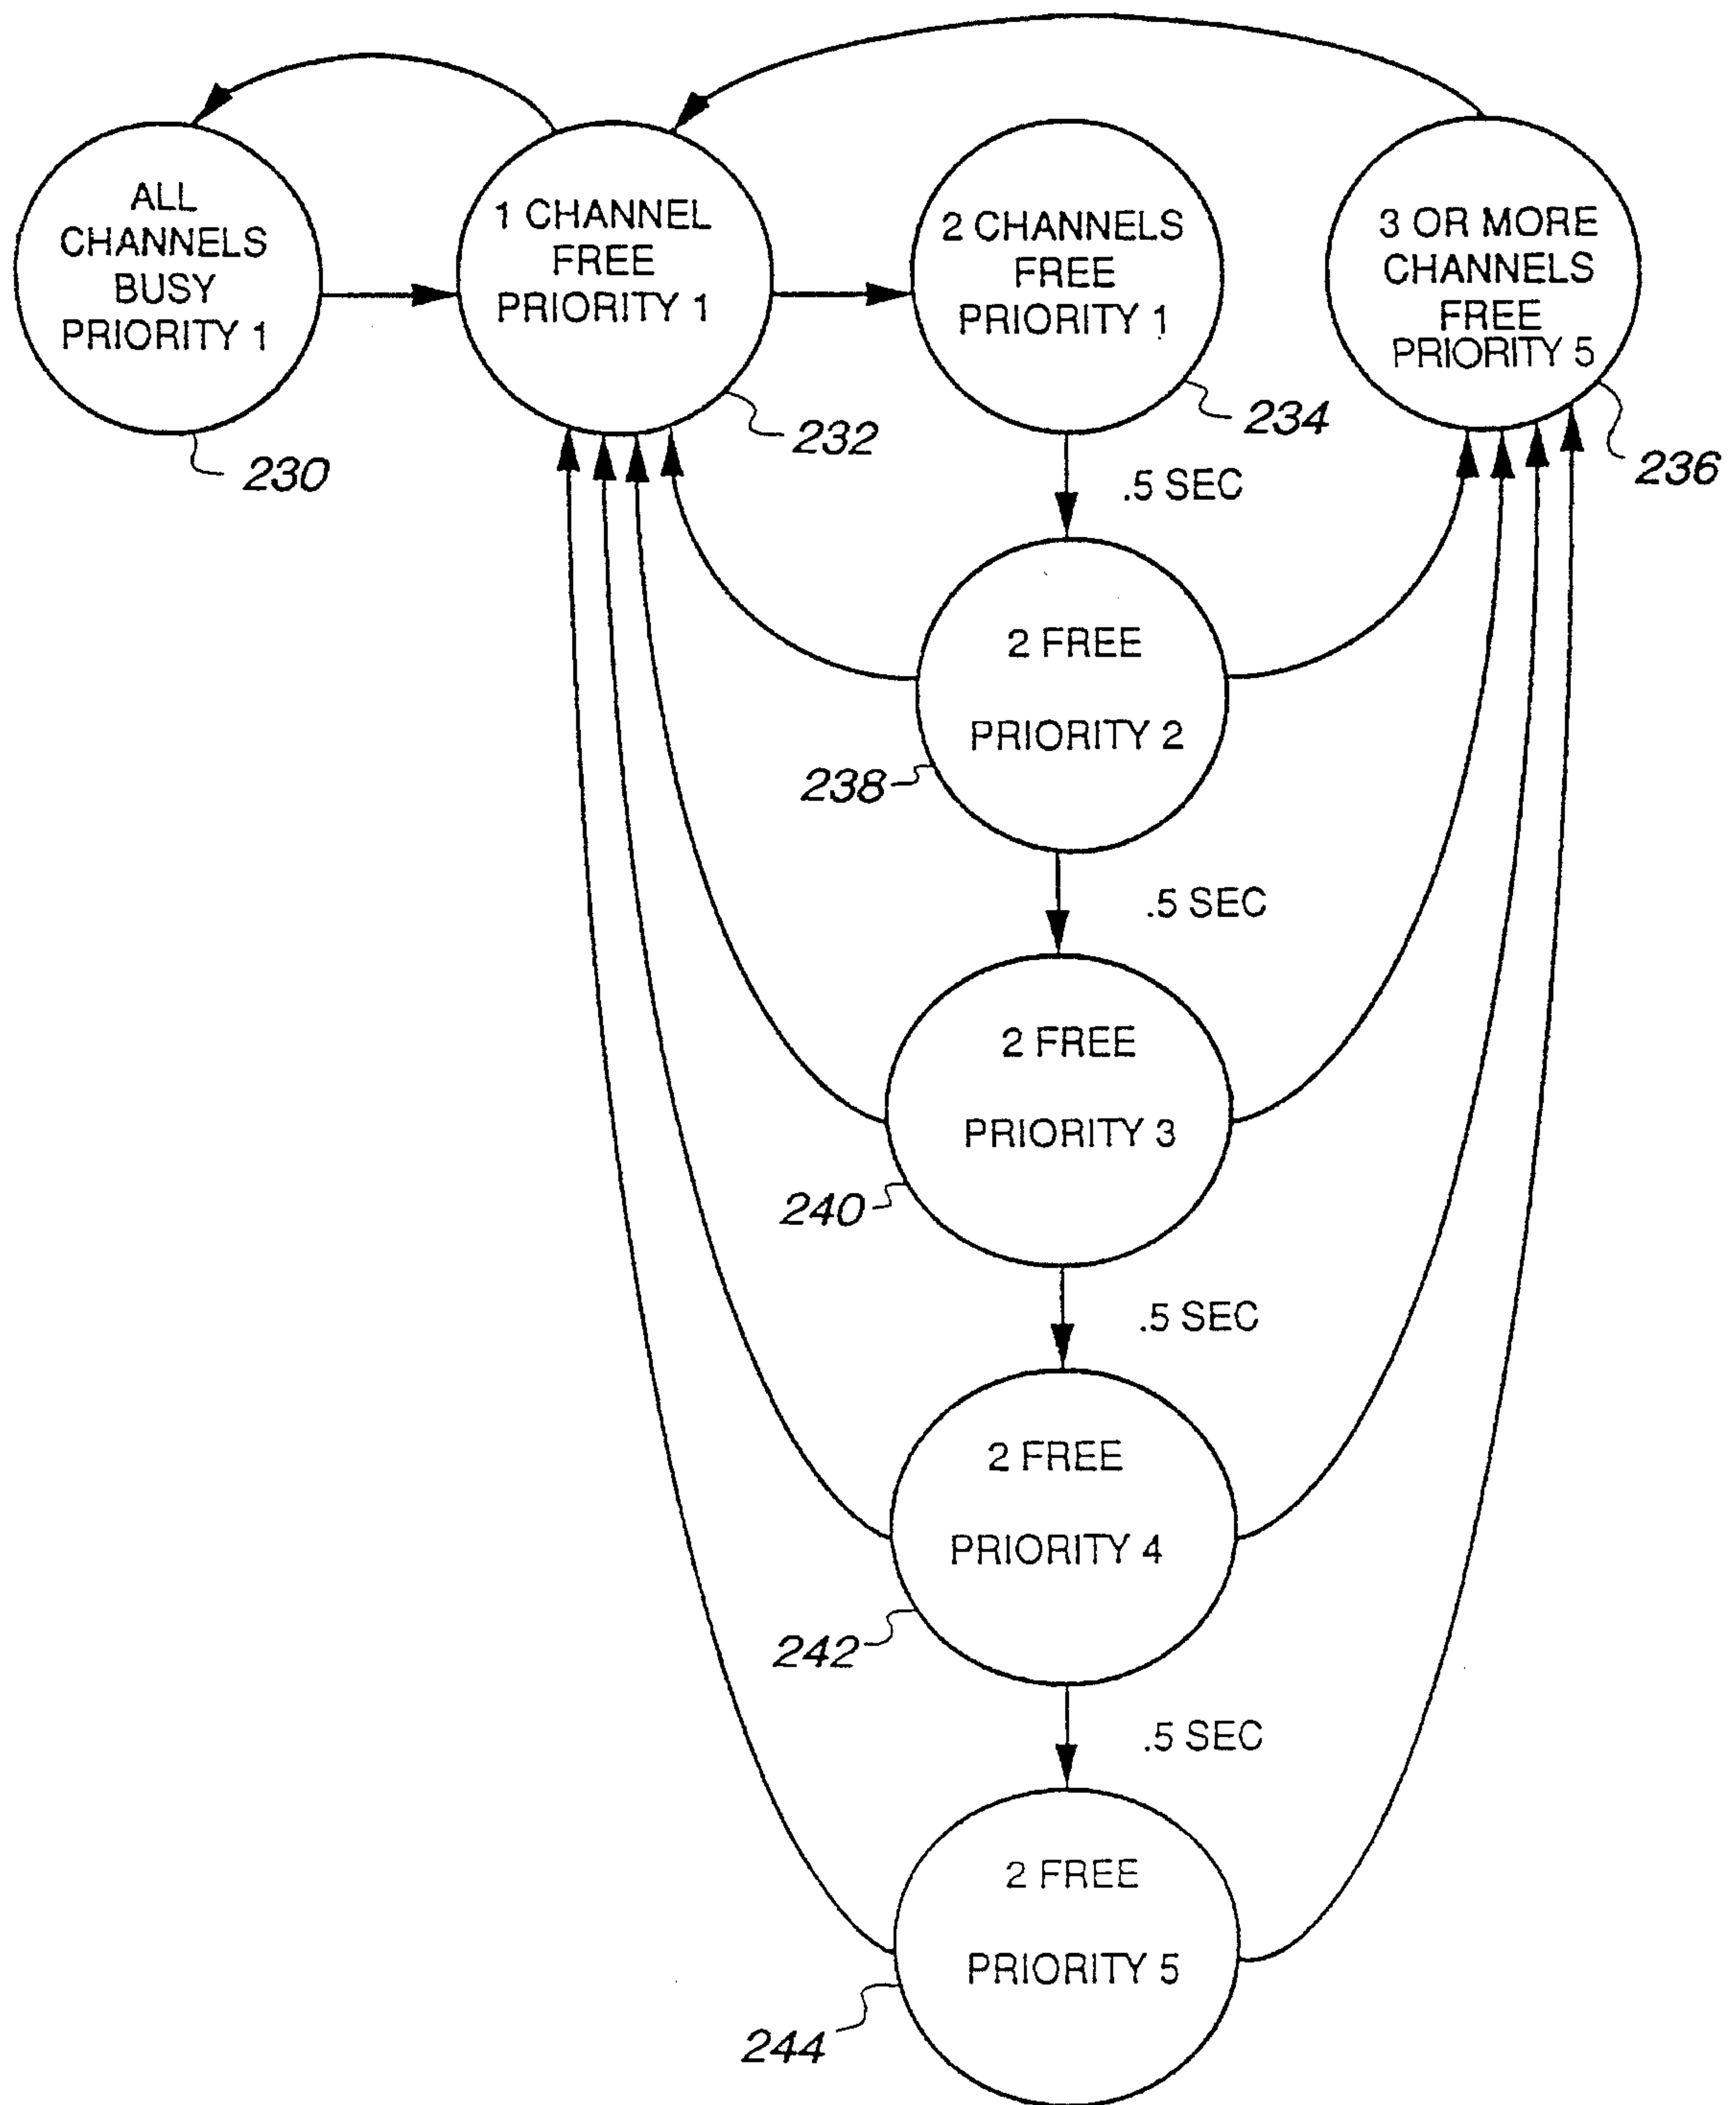 ALL
CHANNELS
BUSY
PRIORITY 1
230
1 CHANNEL
FREE
PRIORITY 1
232
2 CHANNELS
FREE
PRIORITY 1
234
3 OR MORE
CHANNELS
FREE
PRIORITY 5
236
.5 SEC
2 FREE
PRIORITY 2
238
.5 SEC
2 FREE
PRIORITY 3
240
.5 SEC
2 FREE
PRIORITY 4
242
.5 SEC
2 FREE
PRIORITY 5
244